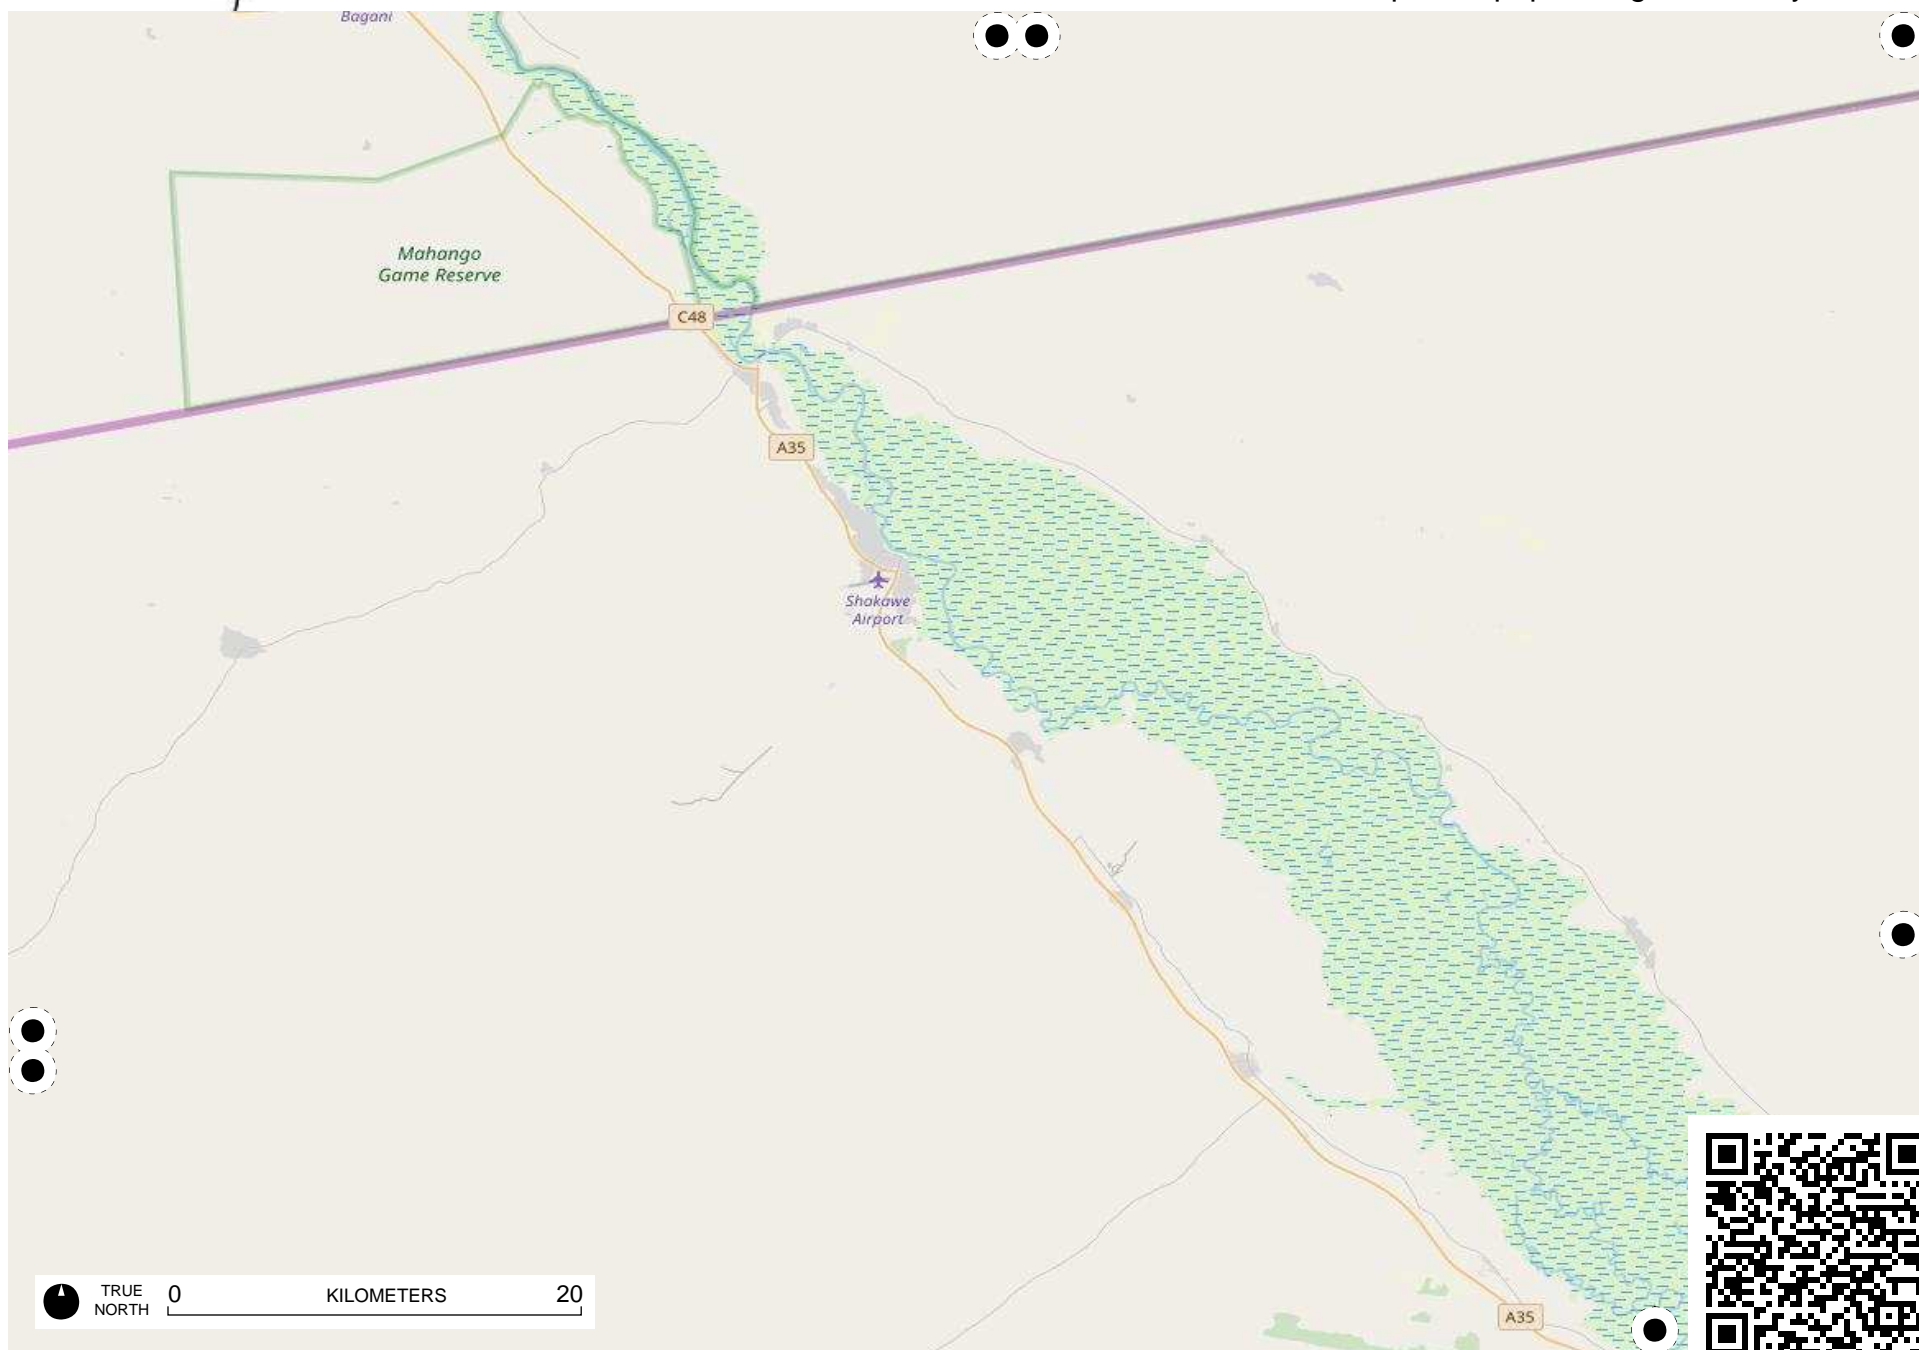 Bagani
Mahango
Game Reserve
C48
A35
Shakawe
Airport
TRUE
NORTH
0
KILOMETERS
20
A35